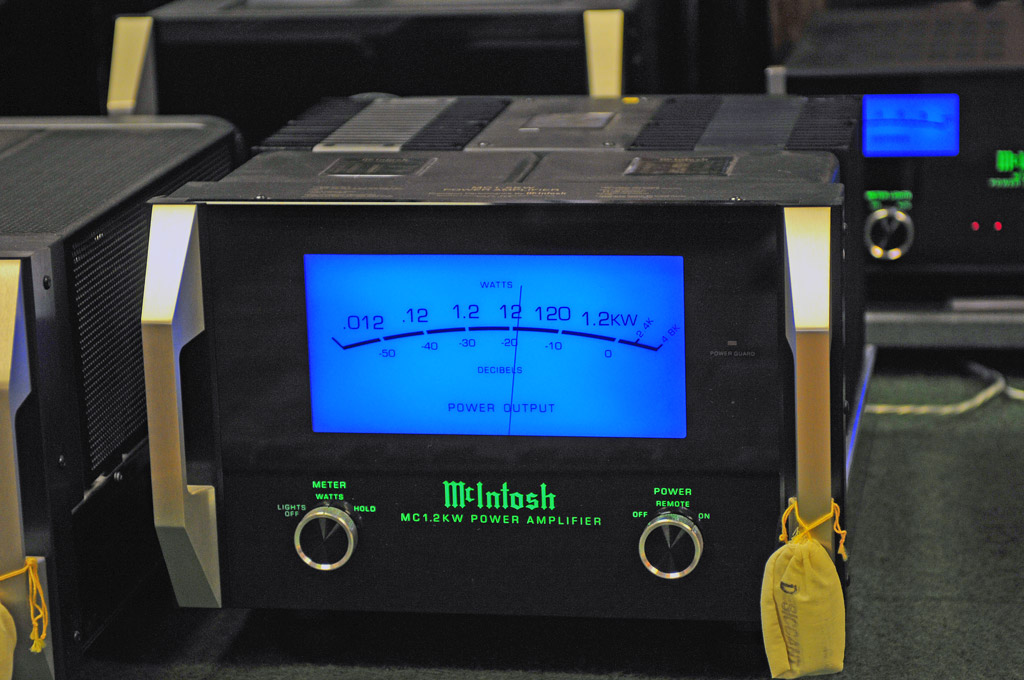 McIntosh
WATTS
.012 .12 1.2 12 120 1.2KW 2.4K 4.8K
-50 -40 -30 -20 -10 0
DECIBELS
POWER OUTPUT
POWER GUARD
METER
WATTS
LIGHTS OFF HOLD
McIntosh
MC1.2KW POWER AMPLIFIER
POWER
REMOTE
OFF ON